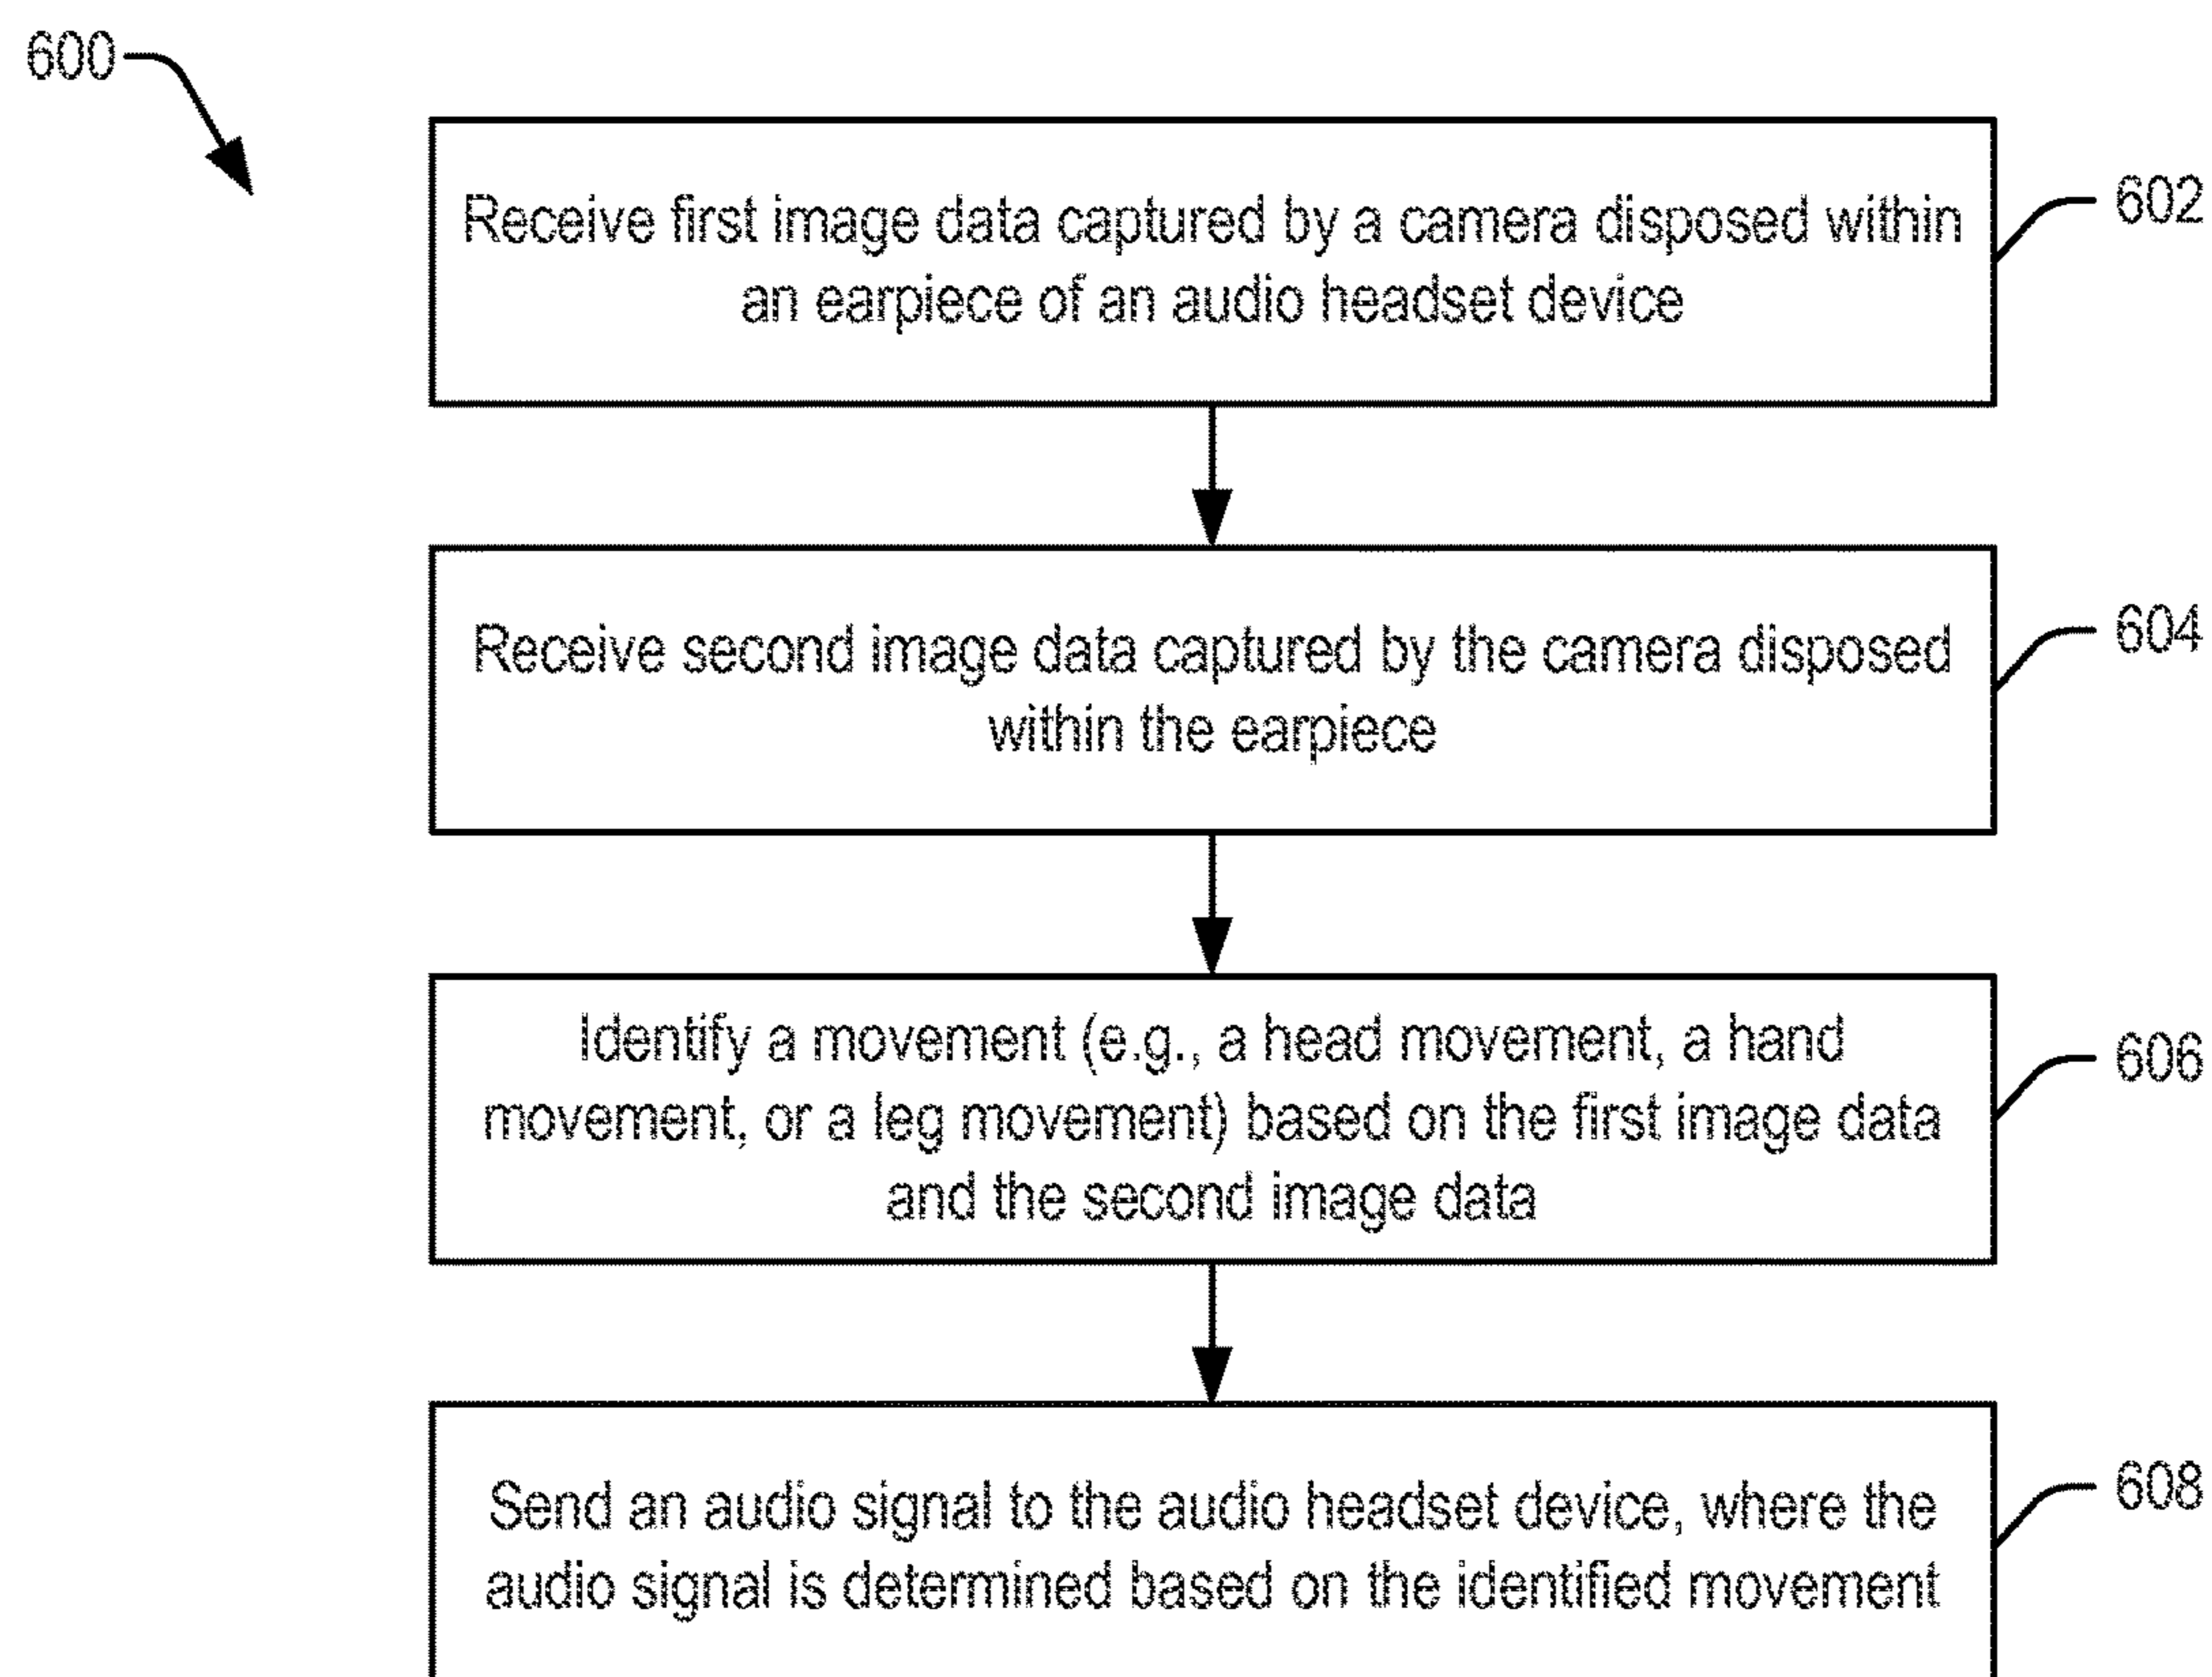 600
Receive first image data captured by a camera disposed within
an earpiece of an audio headset device
602
Receive second image data captured by the camera disposed
within the earpiece
604
Identify a movement (e.g., a head movement, a hand
movement, or a leg movement) based on the first image data
and the second image data
606
Send an audio signal to the audio headset device, where the
audio signal is determined based on the identified movement
608